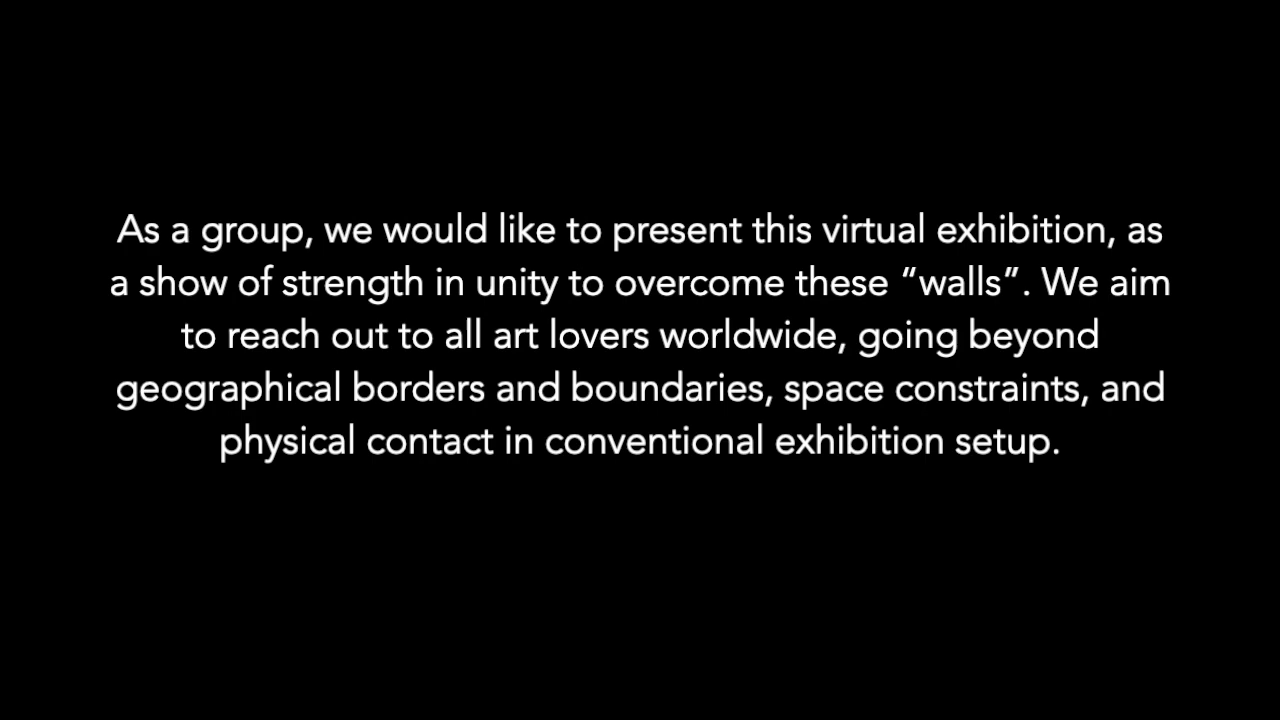 As a group, we would like to present this virtual exhibition, as
a show of strength in unity to overcome these “walls”. We aim
to reach out to all art lovers worldwide, going beyond
geographical borders and boundaries, space constraints, and
physical contact in conventional exhibition setup.